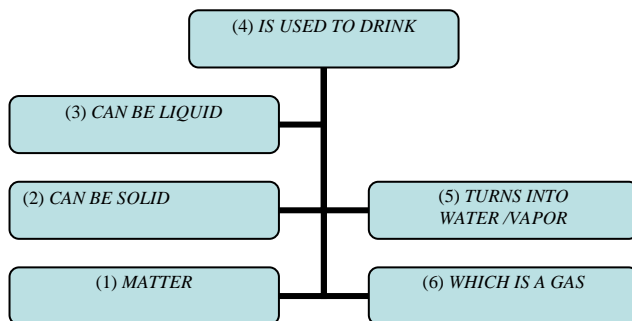 (4) IS USED TO DRINK
(3) CAN BE LIQUID
(2) CAN BE SOLID
(5) TURNS INTO
WATER /VAPOR
(1) MATTER
(6) WHICH IS A GAS